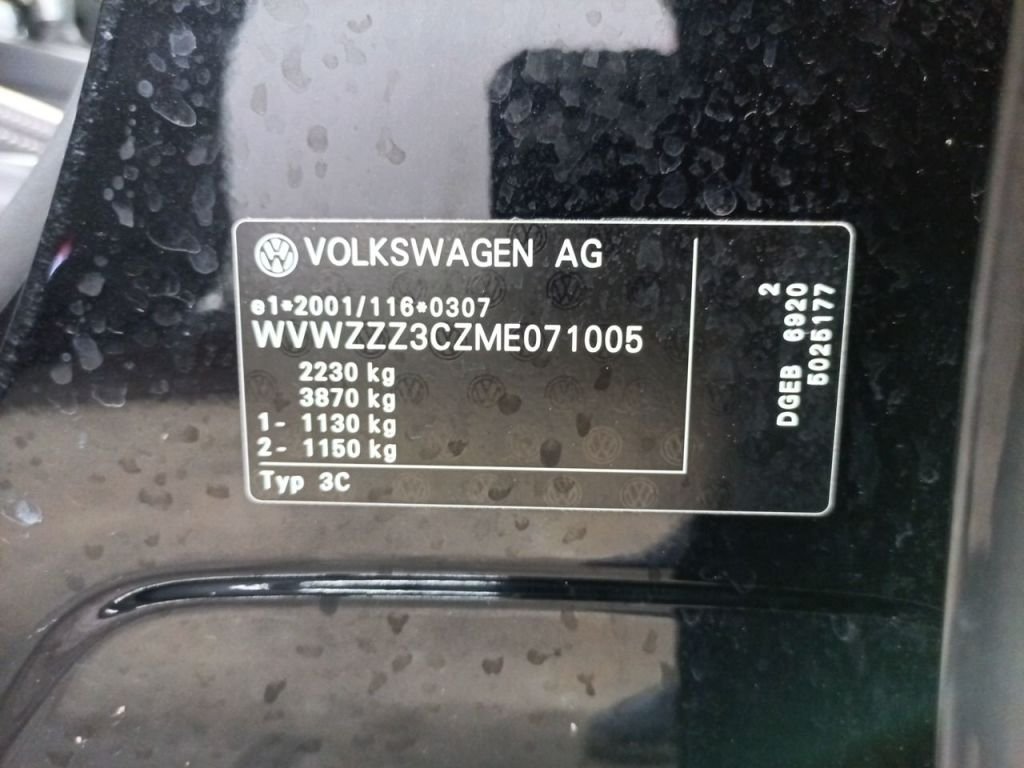 VOLKSWAGEN AG
e1*2001/116*0307
WVWZZZ3CZME071005
2230 kg
3870 kg
1- 1130 kg
2- 1150 kg
Typ 3C
2
DGEB 6920
5025177